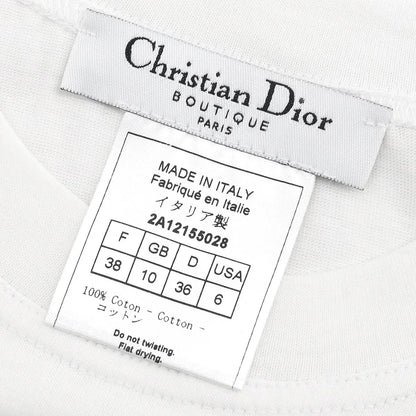 Christian Dior
BOUTIQUE
PARIS
MADE IN ITALY
Fabriqué en Italie
イタリア製
2A12155028
F GB D USA
38 10 36 6
100% Coton - Cotton -
コットン
Do not twisting.
Flat drying.